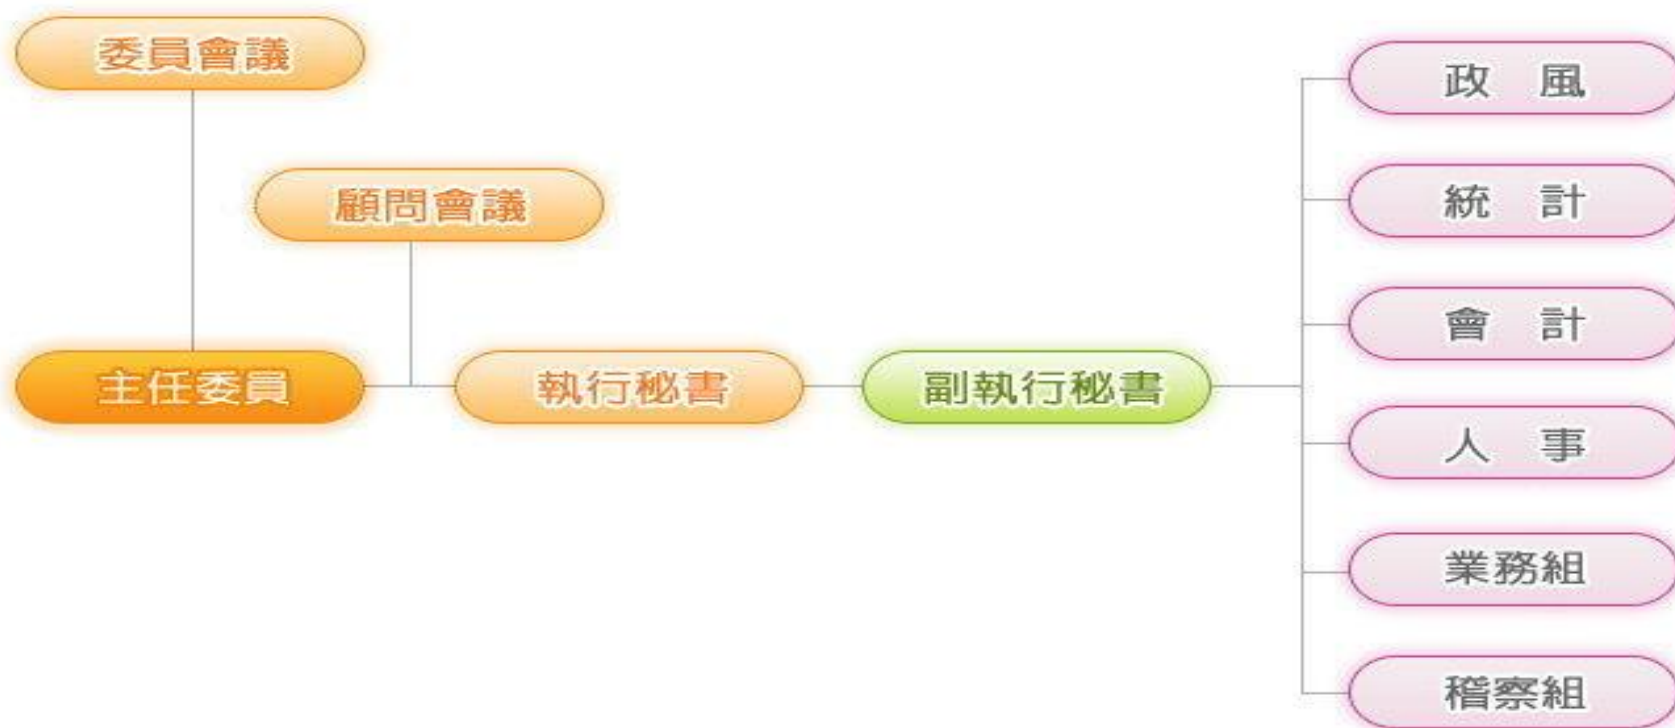 委員會議
顧問會議
主任委員
執行秘書
副執行秘書
政 風
統 計
會 計
人 事
業務組
稽察組